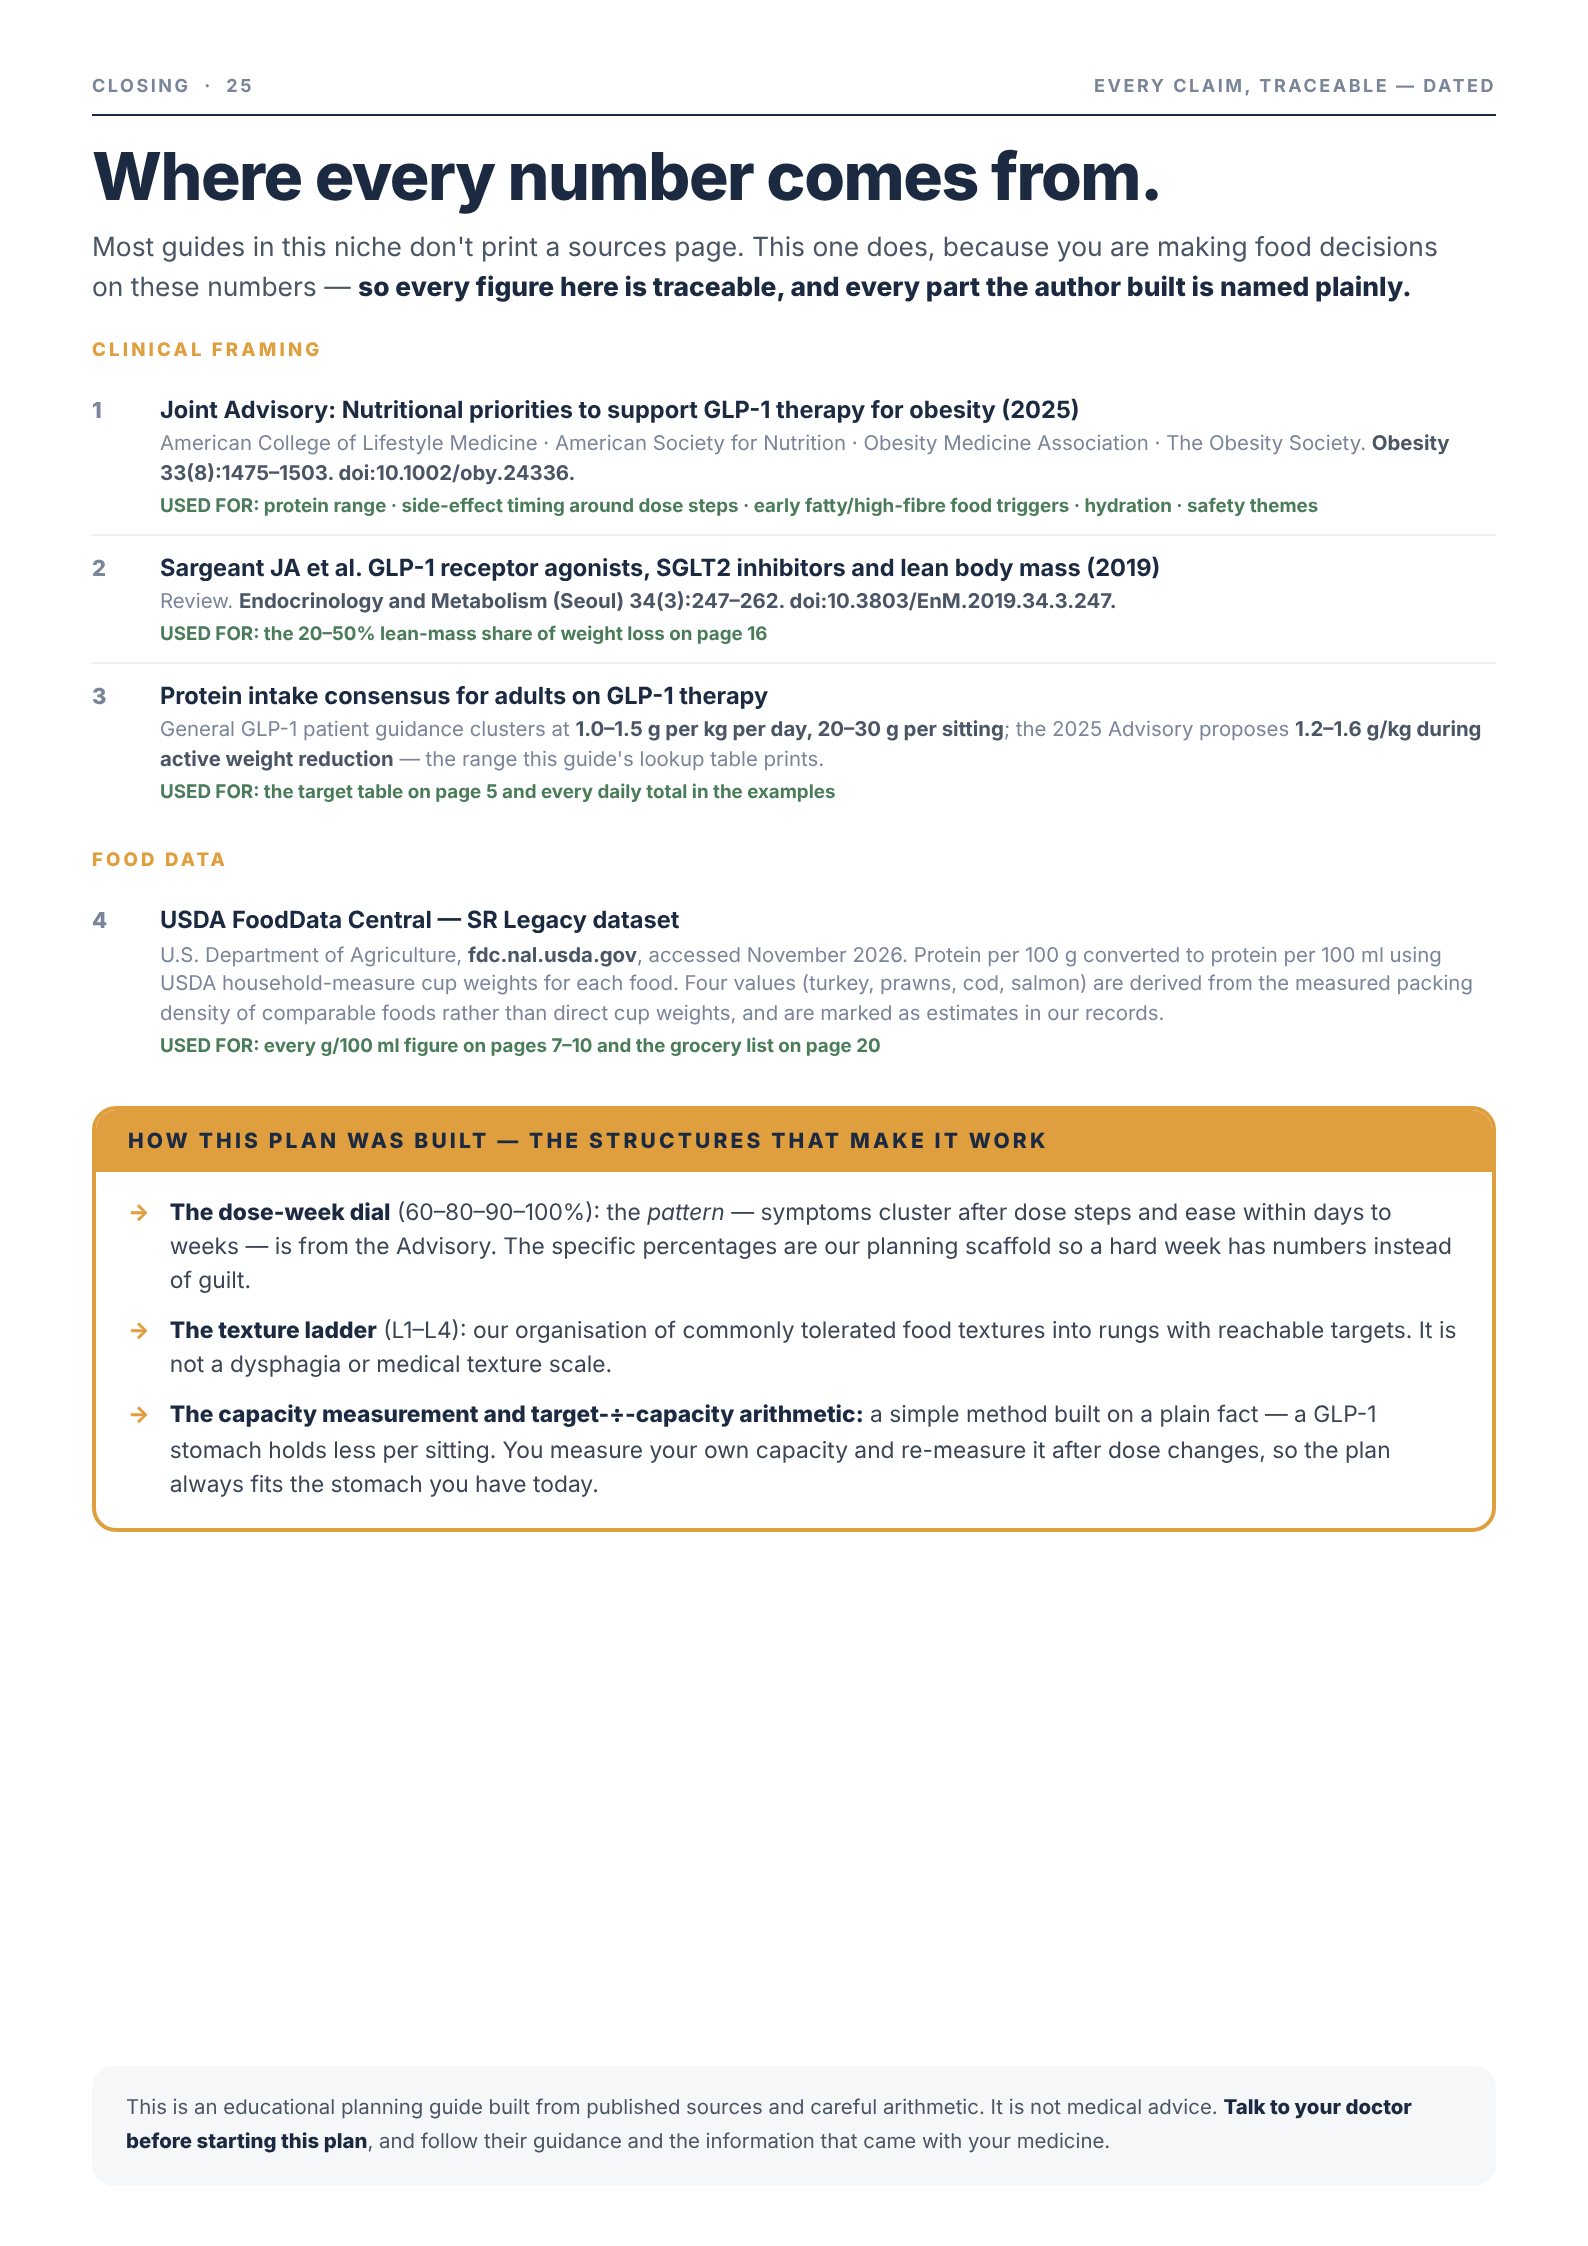 CLOSING · 25
EVERY CLAIM, TRACEABLE — DATED
Where every number comes from.
Most guides in this niche don't print a sources page. This one does, because you are making food decisions
on these numbers — so every figure here is traceable, and every part the author built is named plainly.
CLINICAL FRAMING
1 Joint Advisory: Nutritional priorities to support GLP-1 therapy for obesity (2025)
American College of Lifestyle Medicine · American Society for Nutrition · Obesity Medicine Association · The Obesity Society. Obesity
33(8):1475–1503. doi:10.1002/oby.24336.
USED FOR: protein range · side-effect timing around dose steps · early fatty/high-fibre food triggers · hydration · safety themes
2 Sargeant JA et al. GLP-1 receptor agonists, SGLT2 inhibitors and lean body mass (2019)
Review. Endocrinology and Metabolism (Seoul) 34(3):247–262. doi:10.3803/EnM.2019.34.3.247.
USED FOR: the 20–50% lean-mass share of weight loss on page 16
3 Protein intake consensus for adults on GLP-1 therapy
General GLP-1 patient guidance clusters at 1.0–1.5 g per kg per day, 20–30 g per sitting; the 2025 Advisory proposes 1.2–1.6 g/kg during
active weight reduction — the range this guide's lookup table prints.
USED FOR: the target table on page 5 and every daily total in the examples
FOOD DATA
4 USDA FoodData Central — SR Legacy dataset
U.S. Department of Agriculture, fdc.nal.usda.gov, accessed November 2026. Protein per 100 g converted to protein per 100 ml using
USDA household-measure cup weights for each food. Four values (turkey, prawns, cod, salmon) are derived from the measured packing
density of comparable foods rather than direct cup weights, and are marked as estimates in our records.
USED FOR: every g/100 ml figure on pages 7–10 and the grocery list on page 20
HOW THIS PLAN WAS BUILT — THE STRUCTURES THAT MAKE IT WORK
→ The dose-week dial (60–80–90–100%): the pattern — symptoms cluster after dose steps and ease within days to
weeks — is from the Advisory. The specific percentages are our planning scaffold so a hard week has numbers instead
of guilt.
→ The texture ladder (L1–L4): our organisation of commonly tolerated food textures into rungs with reachable targets. It is
not a dysphagia or medical texture scale.
→ The capacity measurement and target-÷-capacity arithmetic: a simple method built on a plain fact — a GLP-1
stomach holds less per sitting. You measure your own capacity and re-measure it after dose changes, so the plan
always fits the stomach you have today.
This is an educational planning guide built from published sources and careful arithmetic. It is not medical advice. Talk to your doctor
before starting this plan, and follow their guidance and the information that came with your medicine.